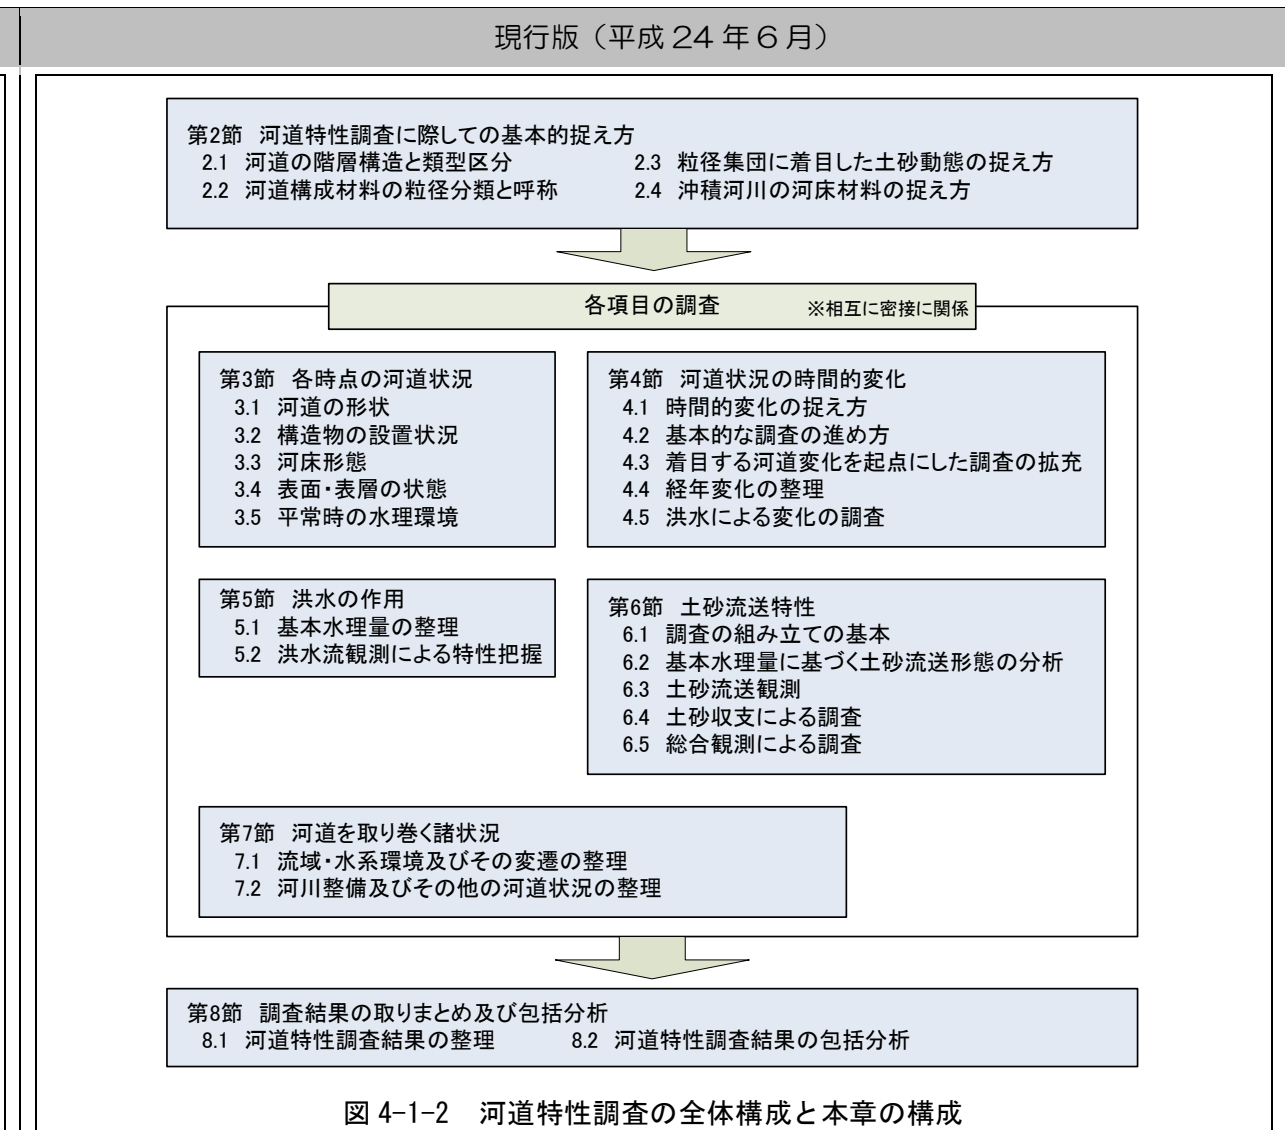 現行版（平成24年6月）
第2節 河道特性調査に際しての基本的捉え方
2.1 河道の階層構造と類型区分
2.2 河道構成材料の粒径分類と呼称
2.3 粒径集団に着目した土砂動態の捉え方
2.4 沖積河川の河床材料の捉え方
各項目の調査 ※相互に密接に関係
第3節 各時点の河道状況
3.1 河道の形状
3.2 構造物の設置状況
3.3 河床形態
3.4 表面・表層の状態
3.5 平常時の水理環境
第4節 河道状況の時間的変化
4.1 時間的変化の捉え方
4.2 基本的な調査の進め方
4.3 着目する河道変化を起点にした調査の拡充
4.4 経年変化の整理
4.5 洪水による変化の調査
第5節 洪水の作用
5.1 基本水理量の整理
5.2 洪水流観測による特性把握
第6節 土砂流送特性
6.1 調査の組み立ての基本
6.2 基本水理量に基づく土砂流送形態の分析
6.3 土砂流送観測
6.4 土砂収支による調査
6.5 総合観測による調査
第7節 河道を取り巻く諸状況
7.1 流域・水系環境及びその変遷の整理
7.2 河川整備及びその他の河道状況の整理
第8節 調査結果の取りまとめ及び包括分析
8.1 河道特性調査結果の整理 8.2 河道特性調査結果の包括分析
図 4-1-2 河道特性調査の全体構成と本章の構成